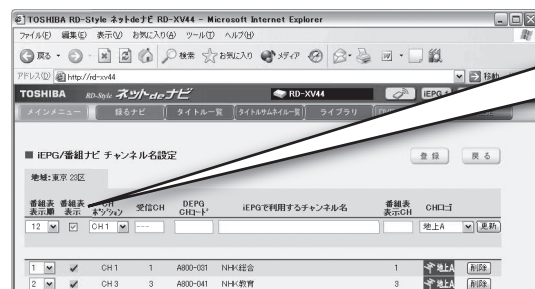 TOSHIBA RD-Style ネットdeナビ RD-XV44 - Microsoft Internet Explorer
ファイル(F) 編集(E) 表示(V) お気に入り(A) ツール(T) ヘルプ(H)
戻る 検索 お気に入り メディア
アドレス(D) http://rd-xv44 移動
TOSHIBA RD-Style ネットdeナビ RD-XV44 iEPG
メインメニュー 録るナビ タイトル一覧 タイトルサムネイル一覧 ライブラリ
■ iEPG/番組ナビ チャンネル名設定 登録 戻る
地域:東京 23区
番組表表示順 番組表表示 CHポジション 受信CH DEPG CHコード iEPGで利用するチャンネル名 番組表表示CH CHロゴ
12 CH1 --- 地上A 更新
1 CH 1 1 A800-031 NHK総合 1 地上A 削除
2 CH 3 3 A800-041 NHK教育 3 地上A 削除